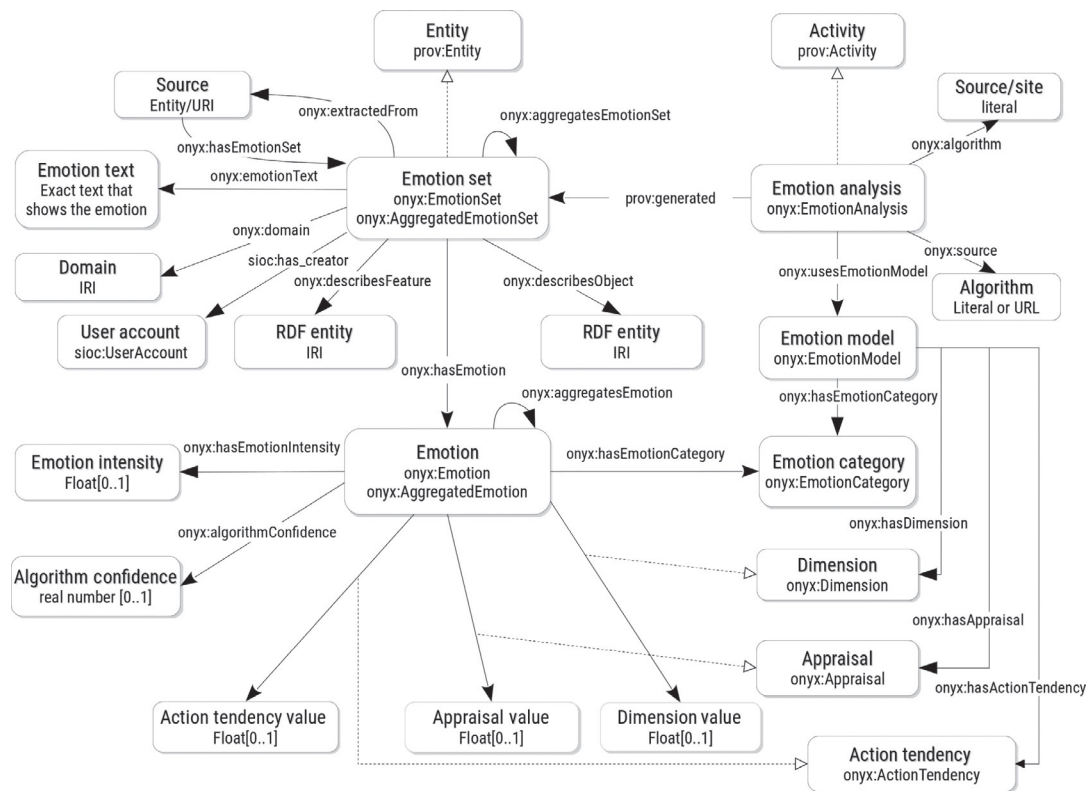 Entity
prov:Entity
Activity
prov:Activity
Source
Entity/URI
onyx:extractedFrom
onyx:aggregatesEmotionSet
Source/site
literal
onyx:algorithm
onyx:hasEmotionSet
Emotion text
Exact text that
shows the emotion
onyx:emotionText
Emotion set
onyx:EmotionSet
onyx:AggregatedEmotionSet
prov:generated
Emotion analysis
onyx:EmotionAnalysis
onyx:domain
sioc:has_creator
onyx:describesFeature
onyx:describesObject
onyx:usesEmotionModel
onyx:source
Domain
IRI
Algorithm
Literal or URL
User account
sioc:UserAccount
RDF entity
IRI
RDF entity
IRI
Emotion model
onyx:EmotionModel
onyx:hasEmotion
onyx:aggregatesEmotion
onyx:hasEmotionCategory
Emotion intensity
Float[0..1]
onyx:hasEmotionIntensity
Emotion
onyx:Emotion
onyx:AggregatedEmotion
onyx:hasEmotionCategory
Emotion category
onyx:EmotionCategory
onyx:algorithmConfidence
onyx:hasDimension
Algorithm confidence
real number [0..1]
Dimension
onyx:Dimension
onyx:hasAppraisal
Appraisal
onyx:Appraisal
onyx:hasActionTendency
Action tendency value
Float[0..1]
Appraisal value
Float[0..1]
Dimension value
Float[0..1]
Action tendency
onyx:ActionTendency